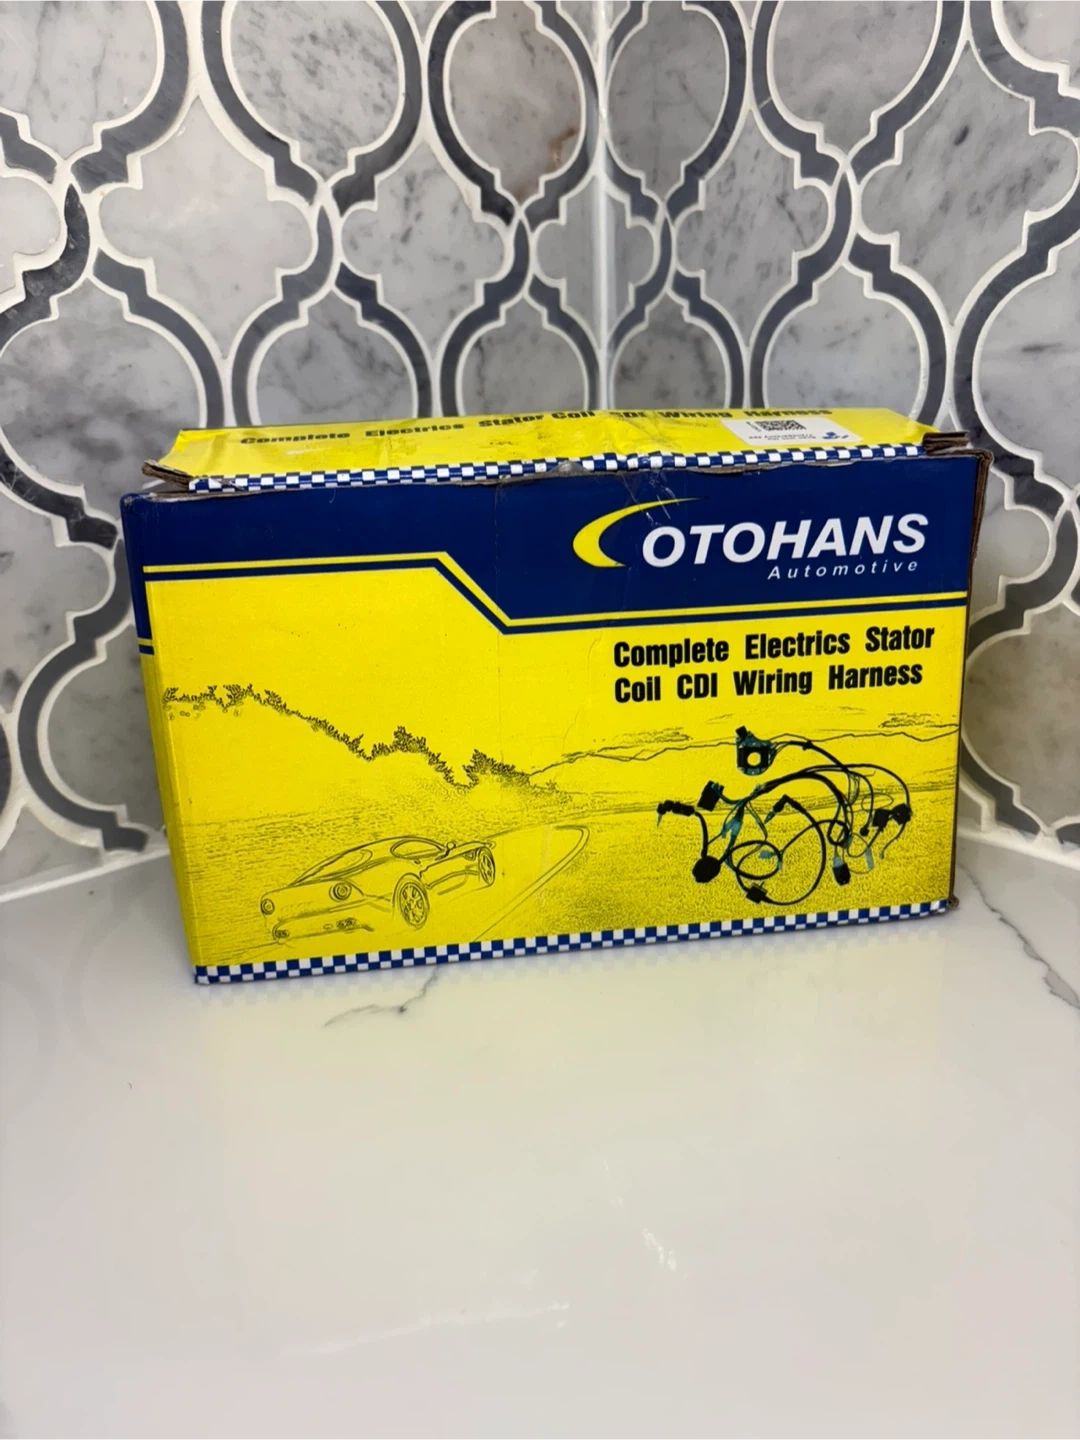 Complete Electrics Stator Coil CDI Wiring Harness
OTOHANS
Automotive
Complete Electrics Stator
Coil CDI Wiring Harness